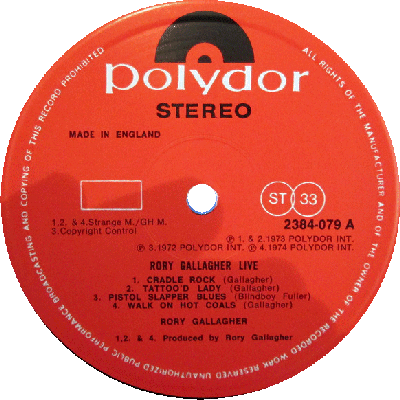 ALL RIGHTS OF THE MANUFACTURER AND OF THE OWNER OF THE RECORDED WORK RESERVED UNAUTHORIZED PUBLIC PERFORMANCE BROADCASTING AND COPYING OF THIS RECORD PROHIBITED
polydor
STEREO
MADE IN ENGLAND
ST 33
2384-079 A
1,2. & 4.Strange M./GH M.
3.Copyright Control
℗ 1. & 2.1973 POLYDOR INT.
℗ 3.1972 POLYDOR INT. ℗ 4.1974 POLYDOR INT.
RORY GALLAGHER LIVE
1. CRADLE ROCK (Gallagher)
2. TATTOO'D LADY (Gallagher)
3. PISTOL SLAPPER BLUES (Blindboy Fuller)
4. WALK ON HOT COALS (Gallagher)
RORY GALLAGHER
1,2. & 4. Produced by Rory Gallagher